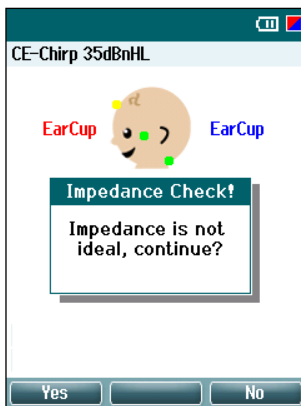 CE-Chirp 35dBnHL
EarCup EarCup
Impedance Check!
Impedance is not
ideal, continue?
Yes No